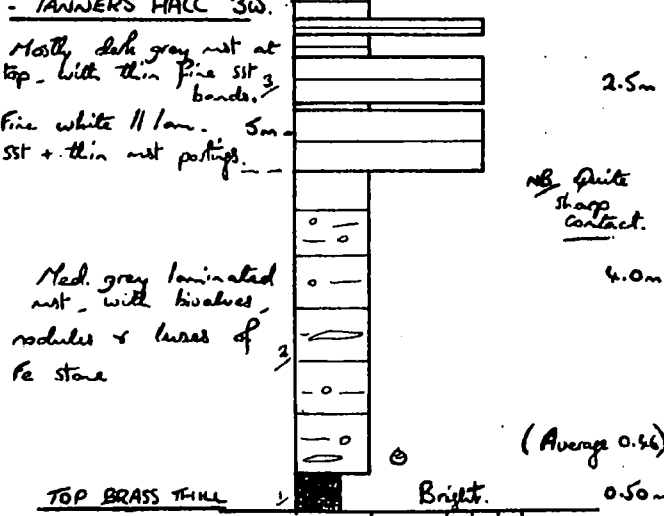 - TANNERS HALL SW.
Mostly dark grey mst at
top, with thin fine sst
bands. 3
2.5m
Fine white // lam. 5m
sst + thin mst partings.
NB Quite
sharp
contact.
Med. grey laminated
mst, with bivalves,
nodules & lenses of
Fe stone
2
4.0m
(Average 0.46)
TOP BRASS THILL 1 Bright. 0.50m